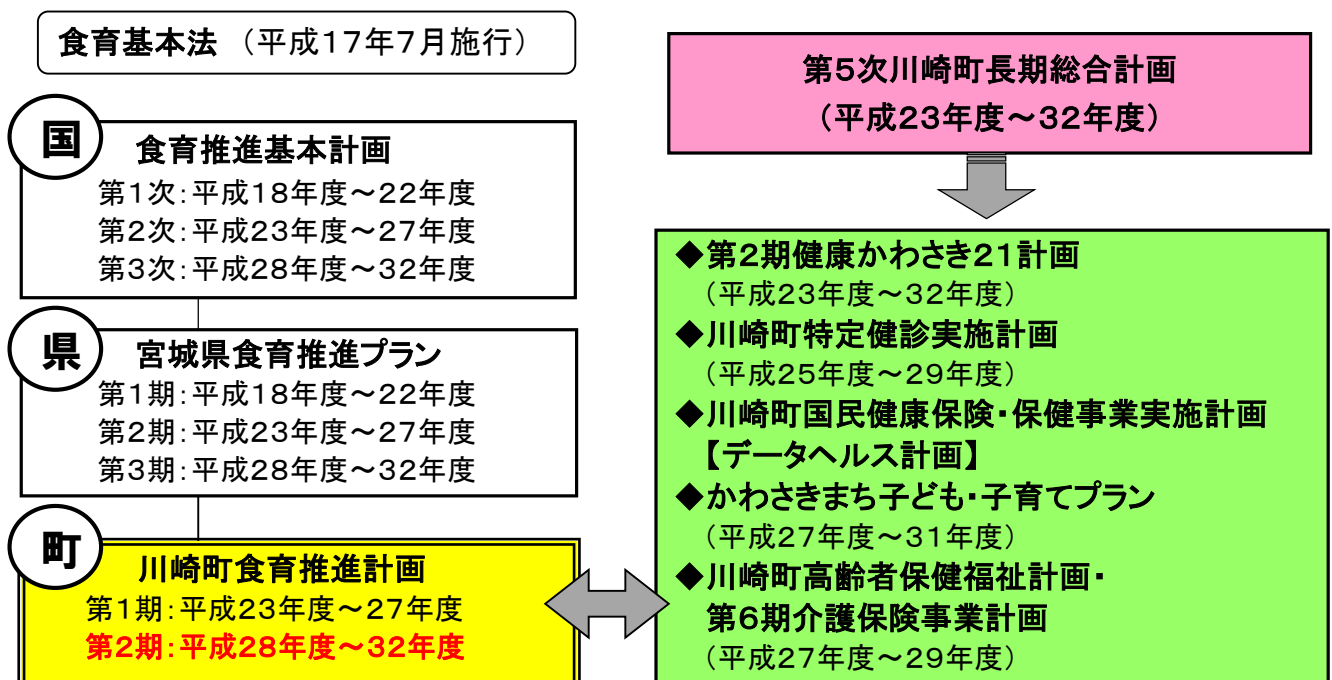 食育基本法 （平成17年7月施行）
国
食育推進基本計画
第1次：平成18年度～22年度
第2次：平成23年度～27年度
第3次：平成28年度～32年度
県
宮城県食育推進プラン
第1期：平成18年度～22年度
第2期：平成23年度～27年度
第3期：平成28年度～32年度
町
川崎町食育推進計画
第1期：平成23年度～27年度
第2期：平成28年度～32年度
第5次川崎町長期総合計画
（平成23年度～32年度）
◆第2期健康かわさき21計画
（平成23年度～32年度）
◆川崎町特定健診実施計画
（平成25年度～29年度）
◆川崎町国民健康保険・保健事業実施計画
【データヘルス計画】
◆かわさきまち子ども・子育てプラン
（平成27年度～31年度）
◆川崎町高齢者保健福祉計画・
第6期介護保険事業計画
（平成27年度～29年度）